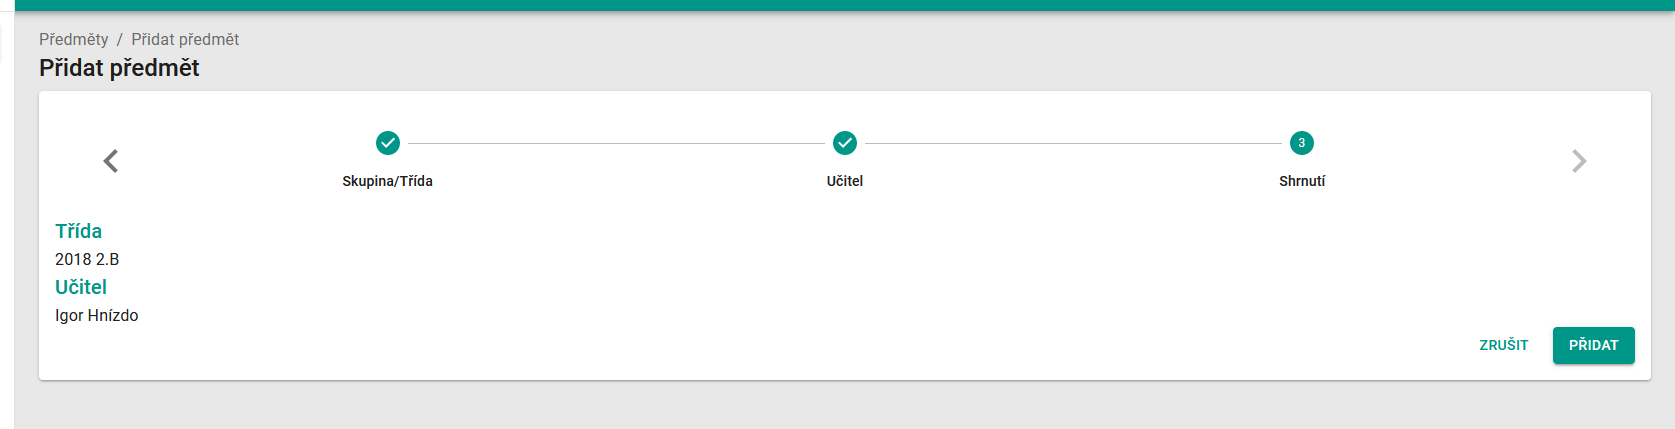 Předměty / Přidat předmět
Přidat předmět
3
Skupina/Třída Učitel Shrnutí
Třída
2018 2.B
Učitel
Igor Hnízdo
ZRUŠIT PŘIDAT